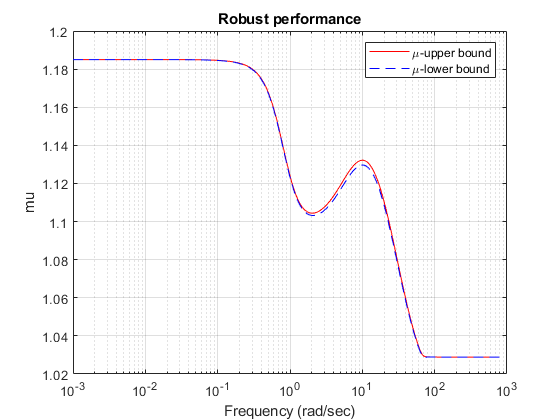 Robust performance
μ-upper bound
μ-lower bound
mu
1.2
1.18
1.16
1.14
1.12
1.1
1.08
1.06
1.04
1.02
10^-3 10^-2 10^-1 10^0 10^1 10^2 10^3
Frequency (rad/sec)